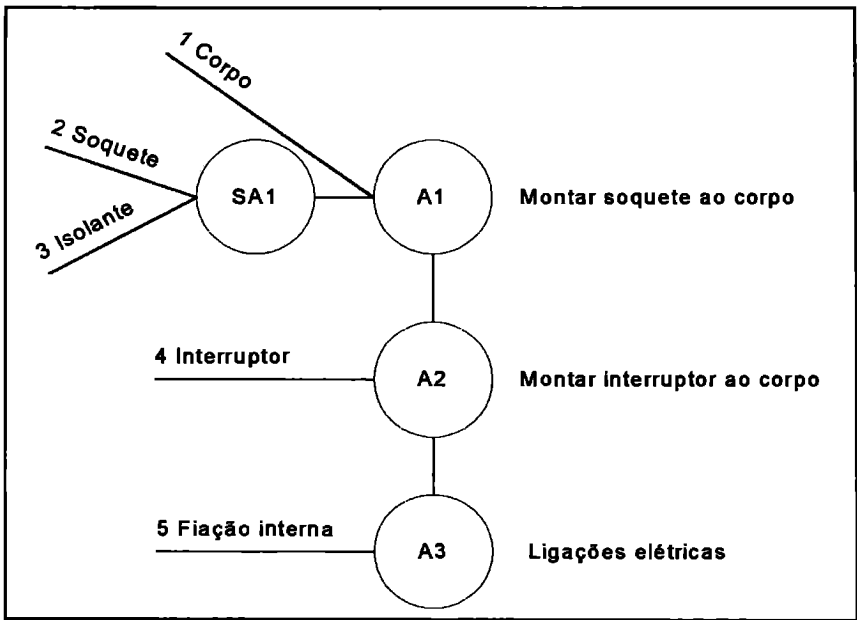 1 Corpo
2 Soquete
3 Isolante
SA1
A1
Montar soquete ao corpo
4 Interruptor
A2
Montar interruptor ao corpo
5 Fiação interna
A3
Ligações elétricas